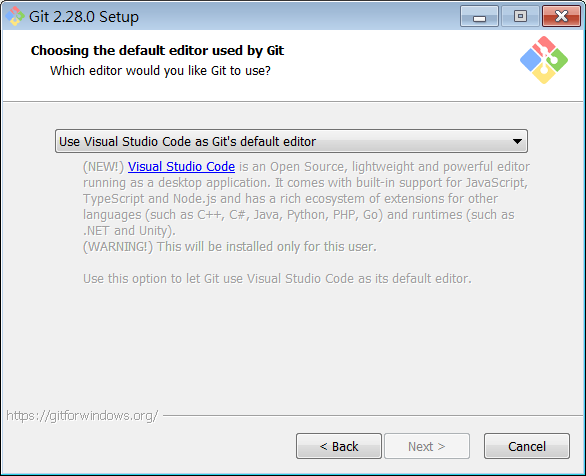 Git 2.28.0 Setup
Choosing the default editor used by Git
Which editor would you like Git to use?
Use Visual Studio Code as Git's default editor
(NEW!) Visual Studio Code is an Open Source, lightweight and powerful editor
running as a desktop application. It comes with built-in support for JavaScript,
TypeScript and Node.js and has a rich ecosystem of extensions for other
languages (such as C++, C#, Java, Python, PHP, Go) and runtimes (such as
.NET and Unity).
(WARNING!) This will be installed only for this user.
Use this option to let Git use Visual Studio Code as its default editor.
https://gitforwindows.org/
< Back
Next >
Cancel